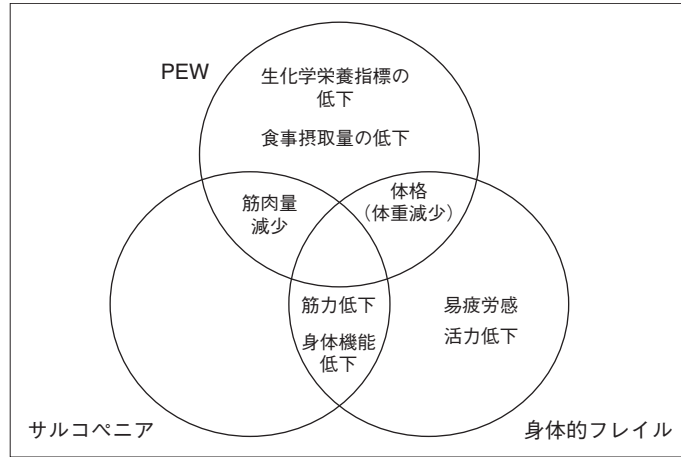 PEW
生化学栄養指標の
低下
食事摂取量の低下
筋肉量
減少
体格
（体重減少）
筋力低下
身体機能
低下
易疲労感
活力低下
サルコペニア
身体的フレイル